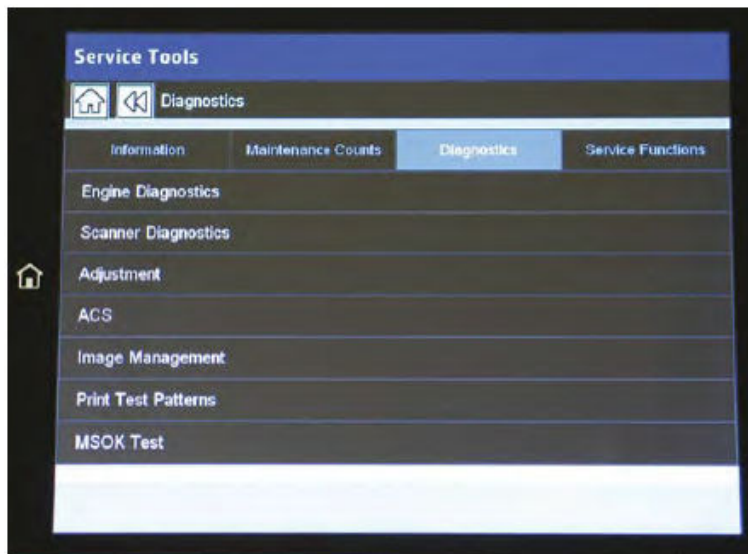 Service Tools
Diagnostics
Information Maintenance Counts Diagnostics Service Functions
Engine Diagnostics
Scanner Diagnostics
Adjustment
ACS
Image Management
Print Test Patterns
MSOK Test